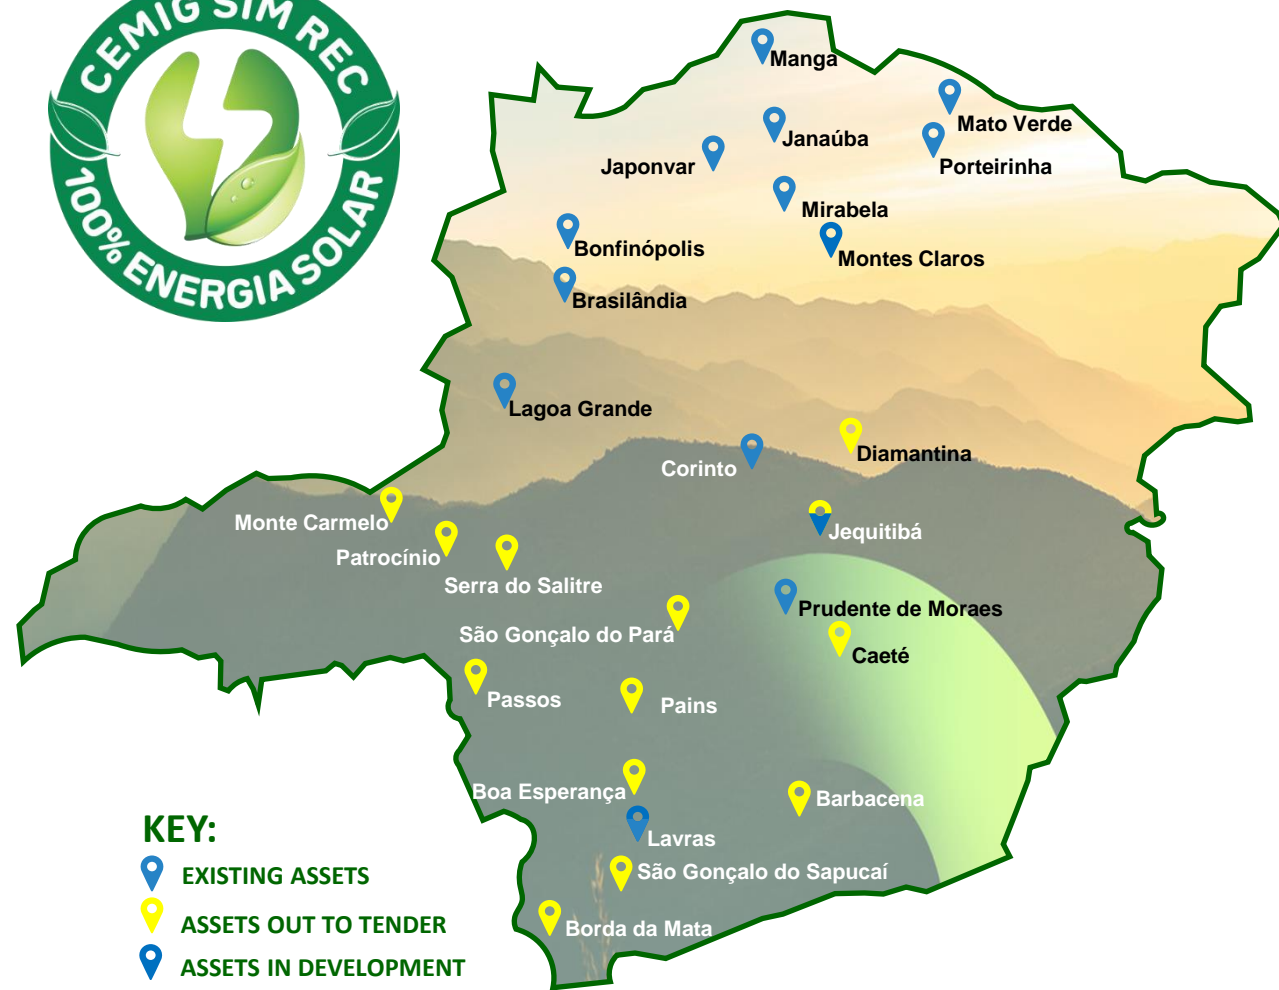 CEMIG SIM REC
100% ENERGIA SOLAR
Manga
Mato Verde
Janaúba
Porteirinha
Japonvar
Mirabela
Bonfinópolis
Montes Claros
Brasilândia
Lagoa Grande
Diamantina
Corinto
Monte Carmelo
Jequitibá
Patrocínio
Serra do Salitre
Prudente de Moraes
São Gonçalo do Pará
Caeté
Passos
Pains
Boa Esperança
Barbacena
Lavras
São Gonçalo do Sapucaí
Borda da Mata
KEY:
EXISTING ASSETS
ASSETS OUT TO TENDER
ASSETS IN DEVELOPMENT